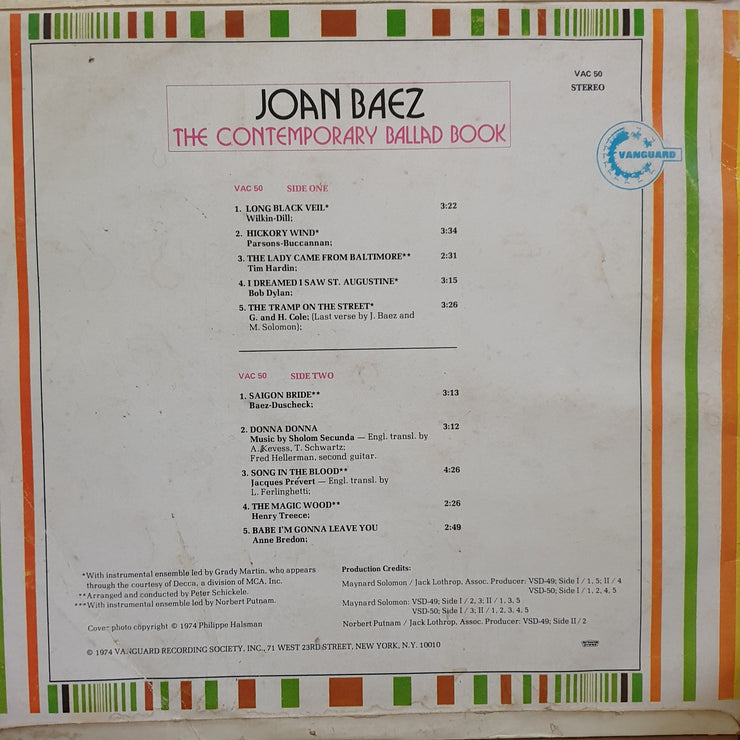 VAC 50
STEREO
JOAN BAEZ
THE CONTEMPORARY BALLAD BOOK
VANGUARD
VAC 50 SIDE ONE
1. LONG BLACK VEIL* 3:22
Wilkin-Dill;
2. HICKORY WIND* 3:34
Parsons-Buccannan;
3. THE LADY CAME FROM BALTIMORE** 2:31
Tim Hardin;
4. I DREAMED I SAW ST. AUGUSTINE* 3:15
Bob Dylan;
5. THE TRAMP ON THE STREET* 3:26
G. and H. Cole; (Last verse by J. Baez and
M. Solomon);
VAC 50 SIDE TWO
1. SAIGON BRIDE** 3:13
Baez-Duscheck;
2. DONNA DONNA 3:12
Music by Sholom Secunda — Engl. transl. by
A. Kevess, T. Schwartz;
Fred Hellerman, second guitar.
3. SONG IN THE BLOOD** 4:26
Jacques Prévert — Engl. transl. by
L. Ferlinghetti;
4. THE MAGIC WOOD** 2:26
Henry Treece;
5. BABE I'M GONNA LEAVE YOU 2:49
Anne Bredon;
*With instrumental ensemble led by Grady Martin, who appears
through the courtesy of Decca, a division of MCA, Inc.
**Arranged and conducted by Peter Schickele.
***With instrumental ensemble led by Norbert Putnam.
Cover photo copyright © 1974 Philippe Halsman
Production Credits:
Maynard Solomon / Jack Lothrop, Assoc. Producer: VSD-49; Side I / 1, 5; II / 4
VSD-50; Side I / 1, 2, 4, 5
Maynard Solomon: VSD-49; Side I / 2, 3; II / 1, 3, 5
VSD-50; Side I / 3; II / 1, 2, 3, 4, 5
Norbert Putnam / Jack Lothrop, Assoc. Producer: VSD-49; Side II / 2
© 1974 VANGUARD RECORDING SOCIETY, INC., 71 WEST 23RD STREET, NEW YORK, N.Y. 10010